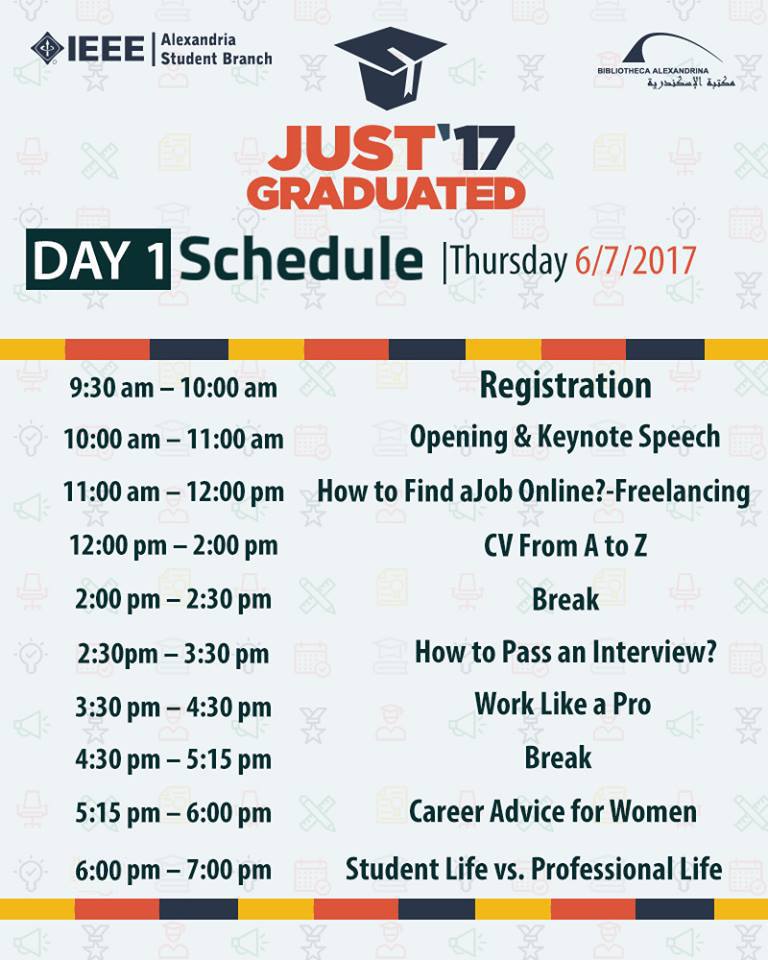 IEEE
Alexandria
Student Branch
BIBLIOTHECA ALEXANDRINA
مكتبة الإسكندرية
JUST'17
GRADUATED
DAY 1 Schedule |Thursday 6/7/2017
9:30 am – 10:00 am Registration
10:00 am – 11:00 am Opening & Keynote Speech
11:00 am – 12:00 pm How to Find aJob Online?-Freelancing
12:00 pm – 2:00 pm CV From A to Z
2:00 pm – 2:30 pm Break
2:30pm – 3:30 pm How to Pass an Interview?
3:30 pm – 4:30 pm Work Like a Pro
4:30 pm – 5:15 pm Break
5:15 pm – 6:00 pm Career Advice for Women
6:00 pm – 7:00 pm Student Life vs. Professional Life